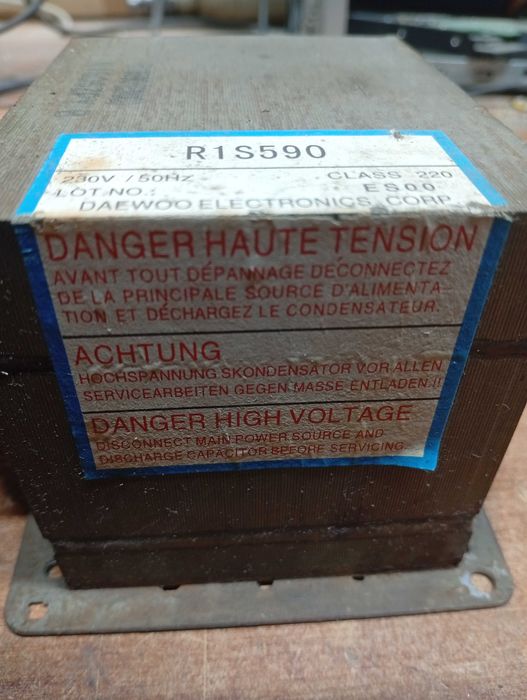 R1S590
230V / 50Hz CLASS 220
LOT.NO.: ES00
DAEWOO ELECTRONICS, CORP.
DANGER HAUTE TENSION
AVANT TOUT DÉPANNAGE DÉCONNECTEZ
DE LA PRINCIPALE SOURCE D'ALIMENTA-
TION ET DÉCHARGEZ LE CONDENSATEUR.
ACHTUNG
HOCHSPANNUNG SKONDENSATOR VOR ALLEN
SERVICEARBEITEN GEGEN MASSE ENTLADEN.!!
DANGER HIGH VOLTAGE
DISCONNECT MAIN POWER SOURCE AND
DISCHARGE CAPACITOR BEFORE SERVICING.